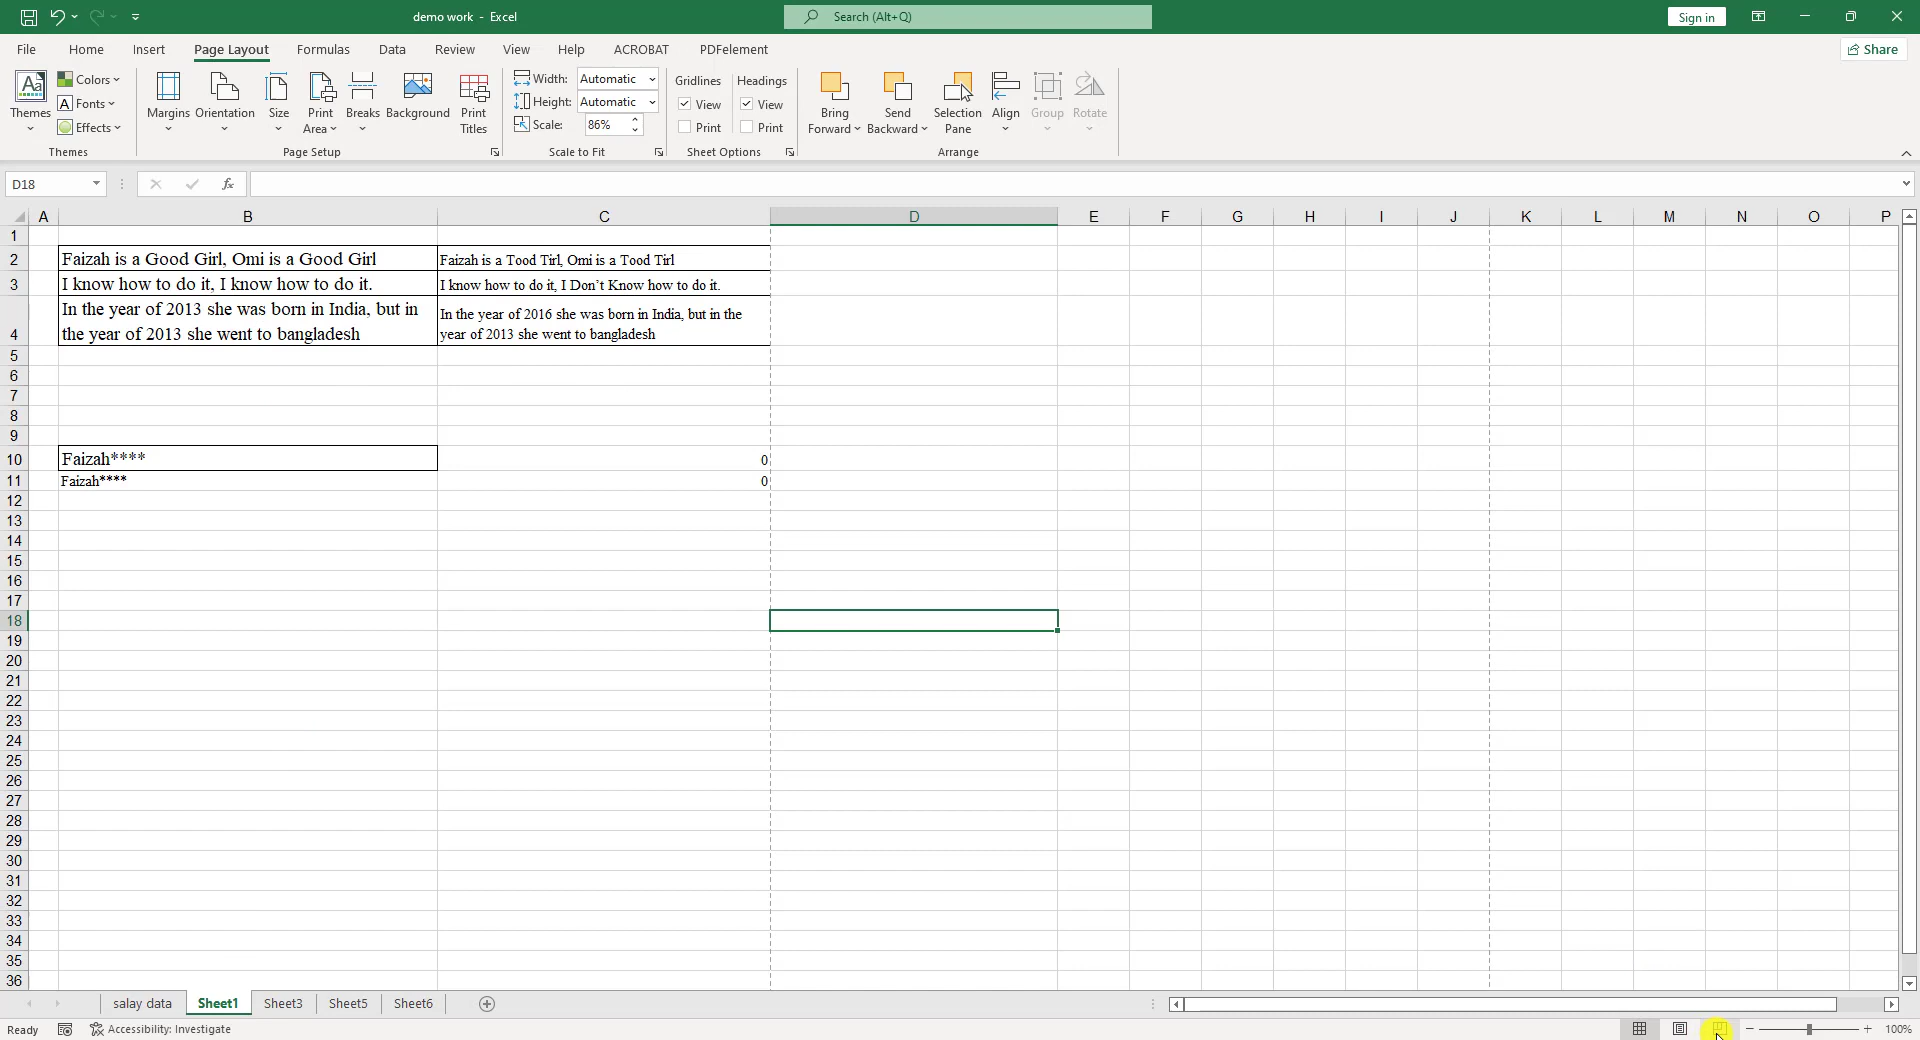 demo work - Excel
Search (Alt+Q)
Sign in
File Home Insert Page Layout Formulas Data Review View Help ACROBAT PDFelement
Share
Themes
Colors
Fonts
Effects
Themes
Margins Orientation Size Print Area Breaks Background Print Titles
Page Setup
Width: Automatic
Height: Automatic
Scale: 86%
Scale to Fit
Gridlines Headings
View View
Print Print
Sheet Options
Bring Forward Send Backward Selection Pane Align Group Rotate
Arrange
D18
fx
A B C D E F G H I J K L M N O P
1
2 Faizah is a Good Girl, Omi is a Good Girl Faizah is a Tood Tirl, Omi is a Tood Tirl
3 I know how to do it, I know how to do it. I know how to do it, I Don't Know how to do it.
4 In the year of 2013 she was born in India, but in the year of 2013 she went to bangladesh In the year of 2016 she was born in India, but in the year of 2013 she went to bangladesh
5
6
7
8
9
10 Faizah**** 0
11 Faizah**** 0
12
13
14
15
16
17
18
19
20
21
22
23
24
25
26
27
28
29
30
31
32
33
34
35
36
salay data Sheet1 Sheet3 Sheet5 Sheet6
Ready Accessibility: Investigate 100%